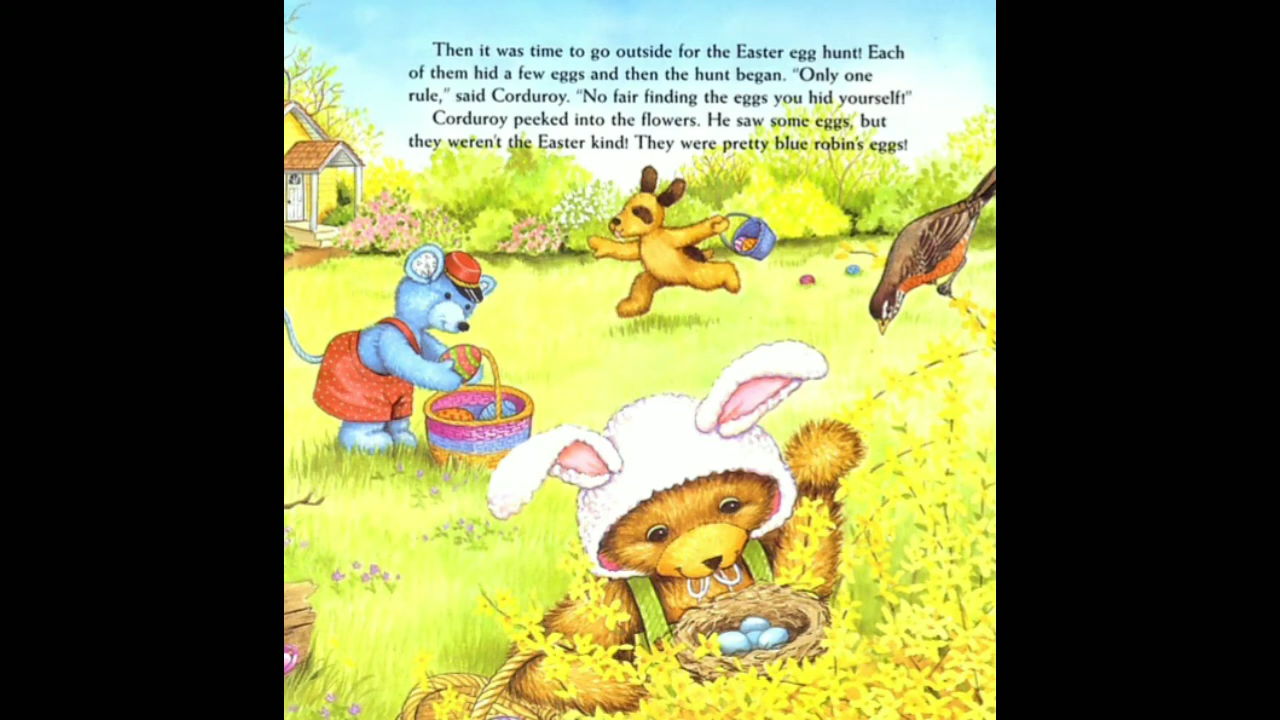 Then it was time to go outside for the Easter egg hunt! Each
of them hid a few eggs and then the hunt began. “Only one
rule,” said Corduroy. “No fair finding the eggs you hid yourself!”
Corduroy peeked into the flowers. He saw some eggs, but
they weren't the Easter kind! They were pretty blue robin's eggs!